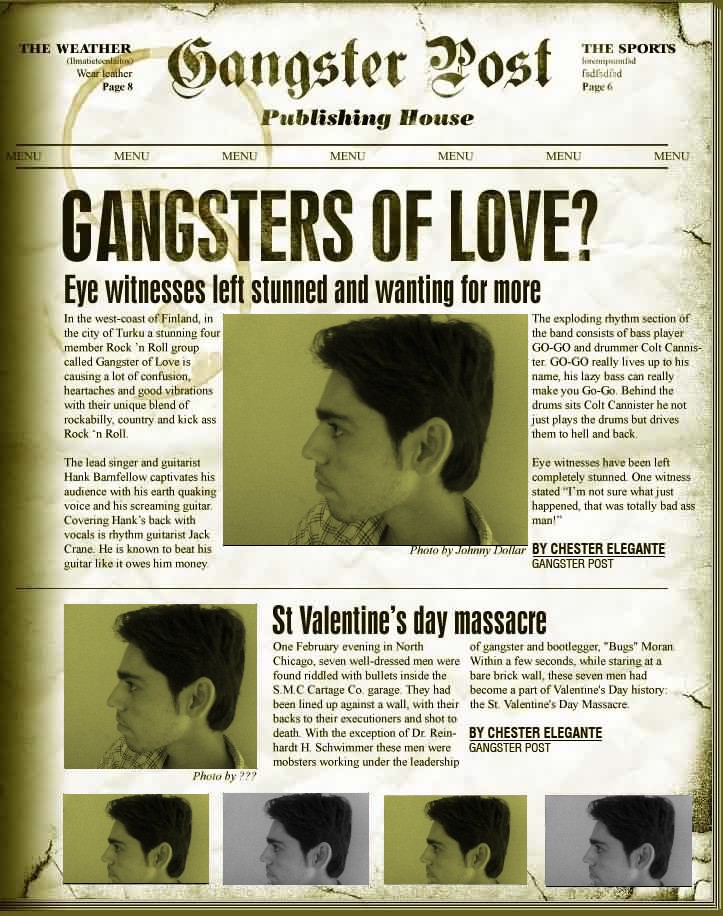 THE WEATHER
Wear leather
Page 8
Gangster Post
Publishing House
THE SPORTS
fsdfsdfsd
Page 6
MENU MENU MENU MENU MENU MENU MENU
GANGSTERS OF LOVE?
Eye witnesses left stunned and wanting for more
In the west-coast of Finland, in
the city of Turku a stunning four
member Rock 'n Roll group
called Gangster of Love is
causing a lot of confusion,
heartaches and good vibrations
with their unique blend of
rockabilly, country and kick ass
Rock 'n Roll.
The lead singer and guitarist
Hank Barnfellow captivates his
audience with his earth quaking
voice and his screaming guitar.
Covering Hank's back with
vocals is rhythm guitarist Jack
Crane. He is known to beat his
guitar like it owes him money.
Photo by Johnny Dollar
The exploding rhythm section of
the band consists of bass player
GO-GO and drummer Colt Cannis-
ter. GO-GO really lives up to his
name, his lazy bass can really
make you Go-Go. Behind the
drums sits Colt Cannister he not
just plays the drums but drives
them to hell and back.
Eye witnesses have been left
completely stunned. One witness
stated “I'm not sure what just
happened, that was totally bad ass
man!”
BY CHESTER ELEGANTE
GANGSTER POST
Photo by ???
St Valentine's day massacre
One February evening in North
Chicago, seven well-dressed men were
found riddled with bullets inside the
S.M.C Cartage Co. garage. They had
been lined up against a wall, with their
backs to their executioners and shot to
death. With the exception of Dr. Rein-
hardt H. Schwimmer these men were
mobsters working under the leadership
of gangster and bootlegger, "Bugs" Moran.
Within a few seconds, while staring at a
bare brick wall, these seven men had
become a part of Valentine's Day history:
the St. Valentine's Day Massacre.
BY CHESTER ELEGANTE
GANGSTER POST